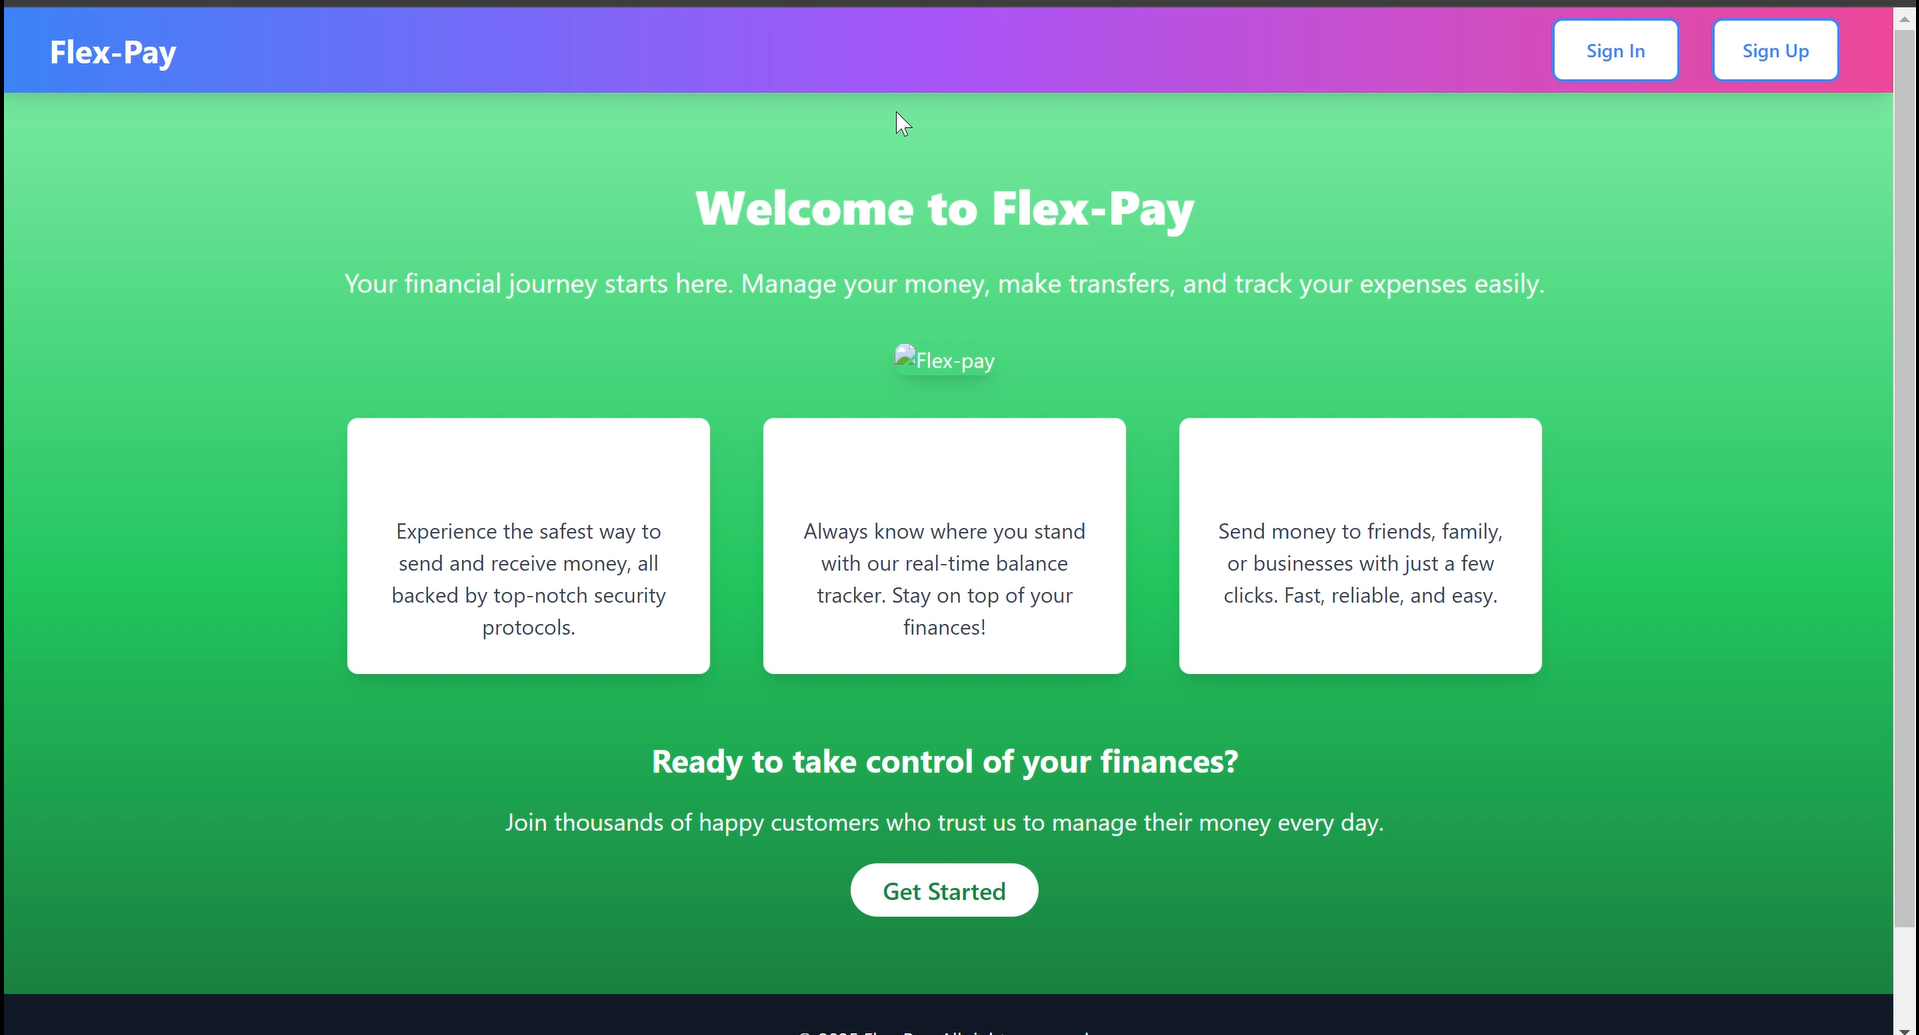 Flex-Pay
Sign In
Sign Up
Welcome to Flex-Pay
Your financial journey starts here. Manage your money, make transfers, and track your expenses easily.
Flex-pay
Experience the safest way to
send and receive money, all
backed by top-notch security
protocols.
Always know where you stand
with our real-time balance
tracker. Stay on top of your
finances!
Send money to friends, family,
or businesses with just a few
clicks. Fast, reliable, and easy.
Ready to take control of your finances?
Join thousands of happy customers who trust us to manage their money every day.
Get Started